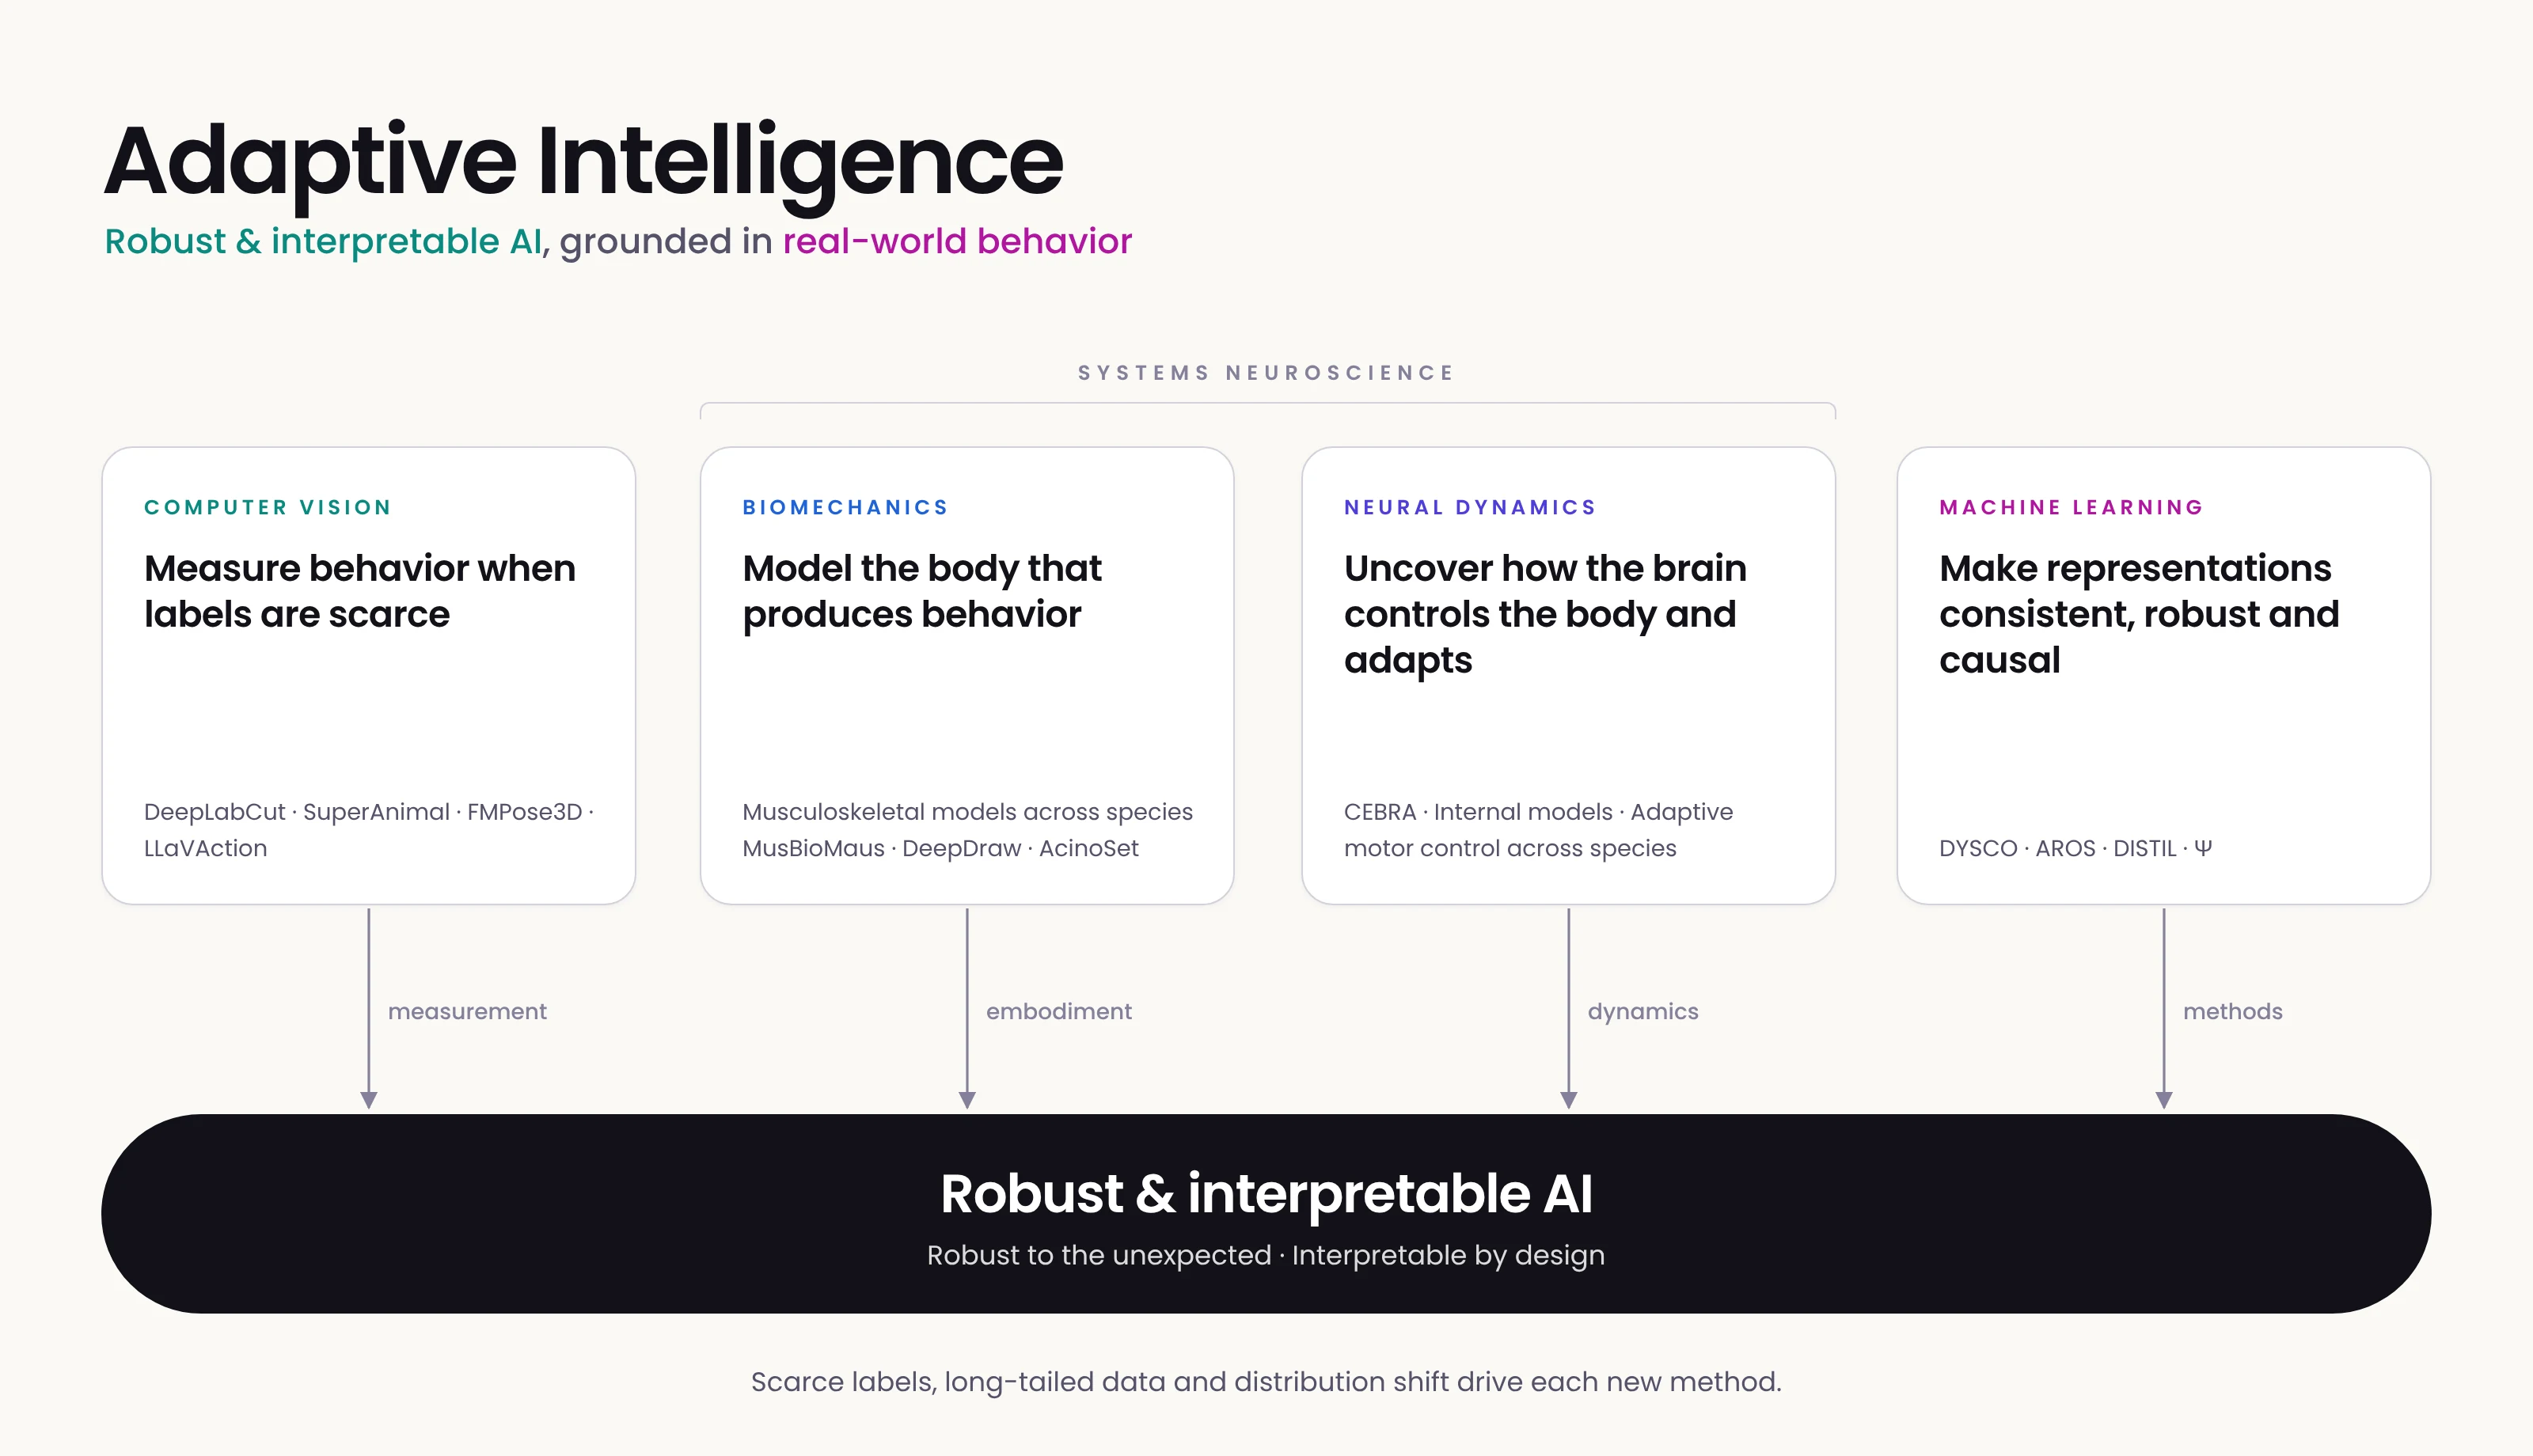 Adaptive Intelligence
Robust & interpretable AI, grounded in real-world behavior
SYSTEMS NEUROSCIENCE
COMPUTER VISION
Measure behavior when
labels are scarce
DeepLabCut · SuperAnimal · FMPose3D ·
LLaVAction
BIOMECHANICS
Model the body that
produces behavior
Musculoskeletal models across species
MusBioMaus · DeepDraw · AcinoSet
NEURAL DYNAMICS
Uncover how the brain
controls the body and
adapts
CEBRA · Internal models · Adaptive
motor control across species
MACHINE LEARNING
Make representations
consistent, robust and
causal
DYSCO · AROS · DISTIL · Ψ
measurement
embodiment
dynamics
methods
Robust & interpretable AI
Robust to the unexpected · Interpretable by design
Scarce labels, long-tailed data and distribution shift drive each new method.